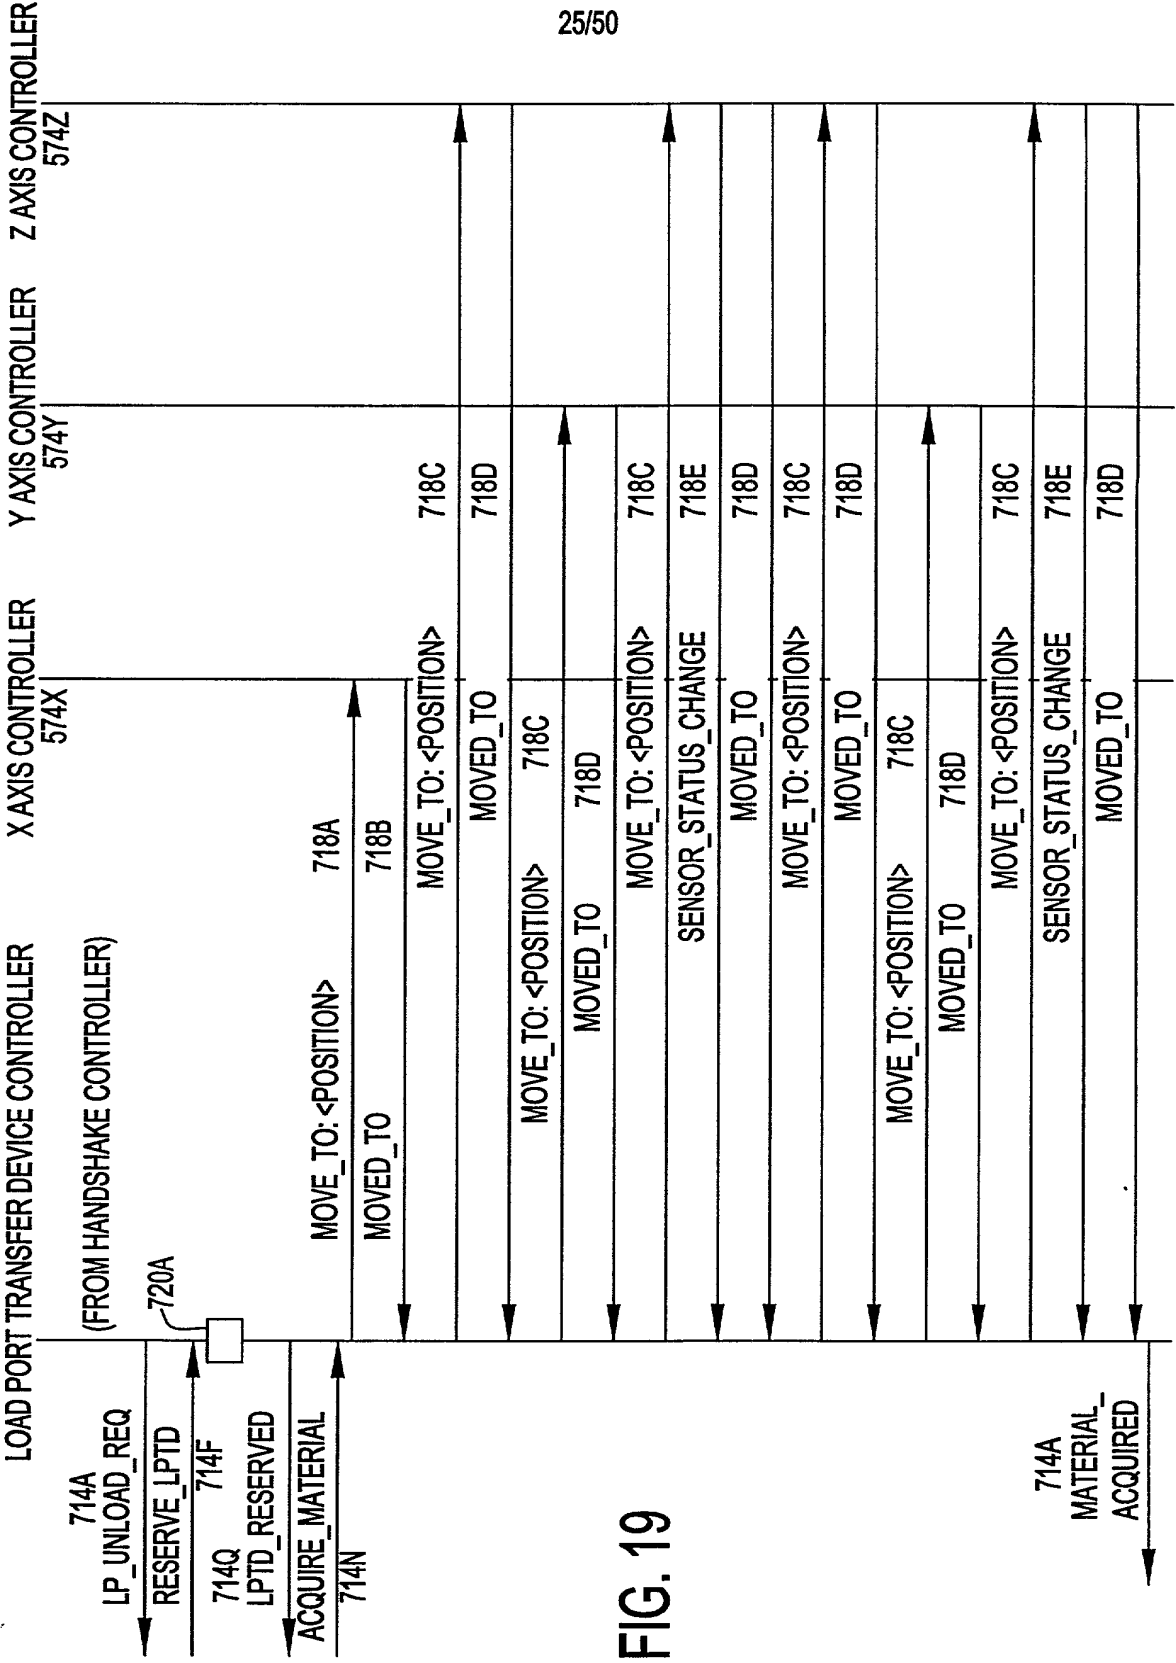 25/50
LOAD PORT TRANSFER DEVICE CONTROLLER
X AXIS CONTROLLER
574X
Y AXIS CONTROLLER
574Y
Z AXIS CONTROLLER
574Z
(FROM HANDSHAKE CONTROLLER)
714A
LP_UNLOAD_REQ
RESERVE_LPTD
714F
720A
714Q
LPTD_RESERVED
ACQUIRE_MATERIAL
714N
MOVE_TO: <POSITION>
718A
MOVED_TO
718B
MOVE_TO: <POSITION>
718C
MOVED_TO
718D
MOVE_TO: <POSITION>
718C
MOVED_TO
718D
MOVE_TO: <POSITION>
718C
SENSOR_STATUS_CHANGE
718E
MOVED_TO
718D
MOVE_TO: <POSITION>
718C
MOVED_TO
718D
MOVE_TO: <POSITION>
718C
MOVED_TO
718D
MOVE_TO: <POSITION>
718C
SENSOR_STATUS_CHANGE
718E
MOVED_TO
718D
714A
MATERIAL_
ACQUIRED
FIG. 19